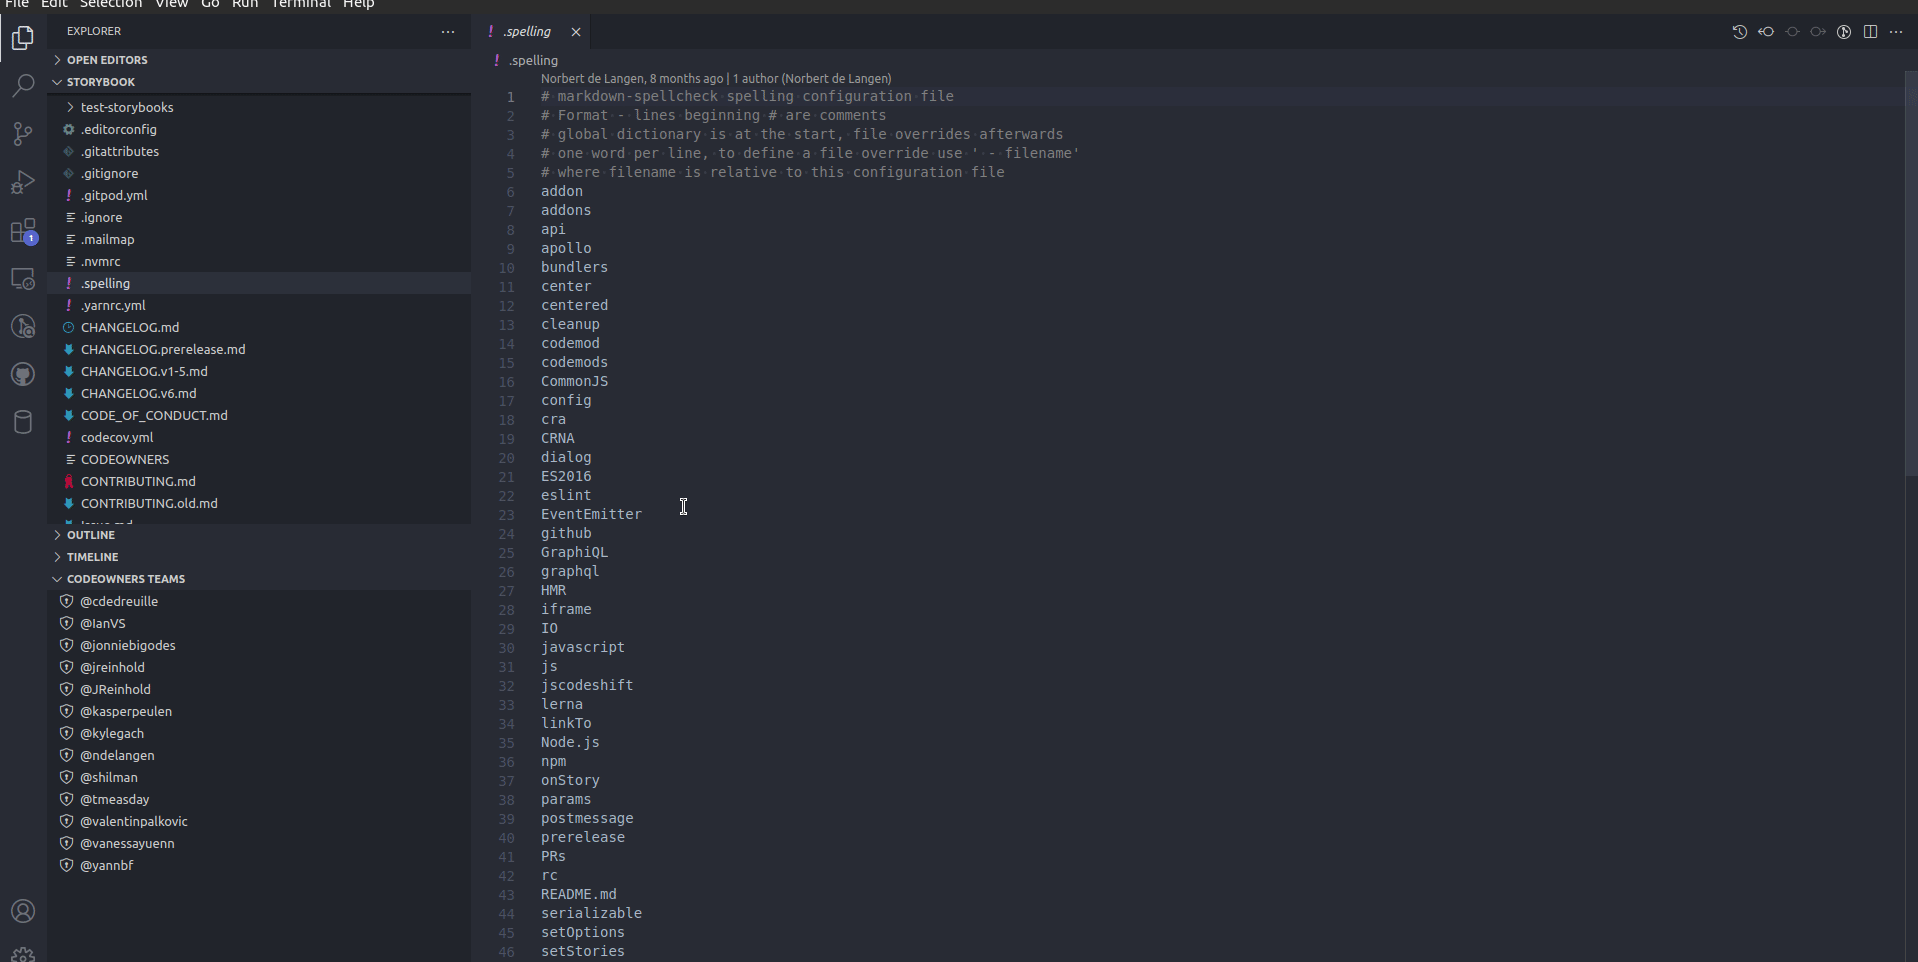 File Edit Selection View Go Run Terminal Help
EXPLORER
OPEN EDITORS
STORYBOOK
test-storybooks
.editorconfig
.gitattributes
.gitignore
.gitpod.yml
.ignore
.mailmap
.nvmrc
.spelling
.yarnrc.yml
CHANGELOG.md
CHANGELOG.prerelease.md
CHANGELOG.v1-5.md
CHANGELOG.v6.md
CODE_OF_CONDUCT.md
codecov.yml
CODEOWNERS
CONTRIBUTING.md
CONTRIBUTING.old.md
OUTLINE
TIMELINE
CODEOWNERS TEAMS
@cdedreuille
@IanVS
@jonniebigodes
@jreinhold
@JReinhold
@kasperpeulen
@kylegach
@ndelangen
@shilman
@tmeasday
@valentinpalkovic
@vanessayuenn
@yannbf
1
.spelling
.spelling
Norbert de Langen, 8 months ago | 1 author (Norbert de Langen)
1 # markdown-spellcheck spelling configuration file
2 # Format - lines beginning # are comments
3 # global dictionary is at the start, file overrides afterwards
4 # one word per line, to define a file override use ' - filename'
5 # where filename is relative to this configuration file
6 addon
7 addons
8 api
9 apollo
10 bundlers
11 center
12 centered
13 cleanup
14 codemod
15 codemods
16 CommonJS
17 config
18 cra
19 CRNA
20 dialog
21 ES2016
22 eslint
23 EventEmitter
24 github
25 GraphiQL
26 graphql
27 HMR
28 iframe
29 IO
30 javascript
31 js
32 jscodeshift
33 lerna
34 linkTo
35 Node.js
36 npm
37 onStory
38 params
39 postmessage
40 prerelease
41 PRs
42 rc
43 README.md
44 serializable
45 setOptions
46 setStories